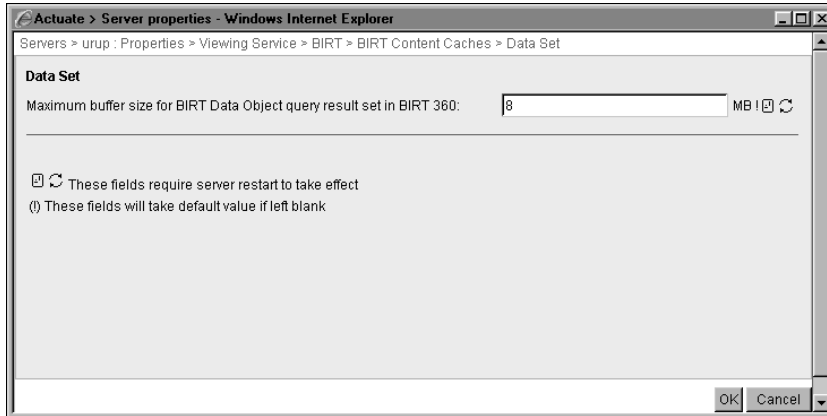 Actuate > Server properties - Windows Internet Explorer
Servers > urup : Properties > Viewing Service > BIRT > BIRT Content Caches > Data Set
Data Set
Maximum buffer size for BIRT Data Object query result set in BIRT 360: 8 MB !
These fields require server restart to take effect
(!) These fields will take default value if left blank
OK Cancel